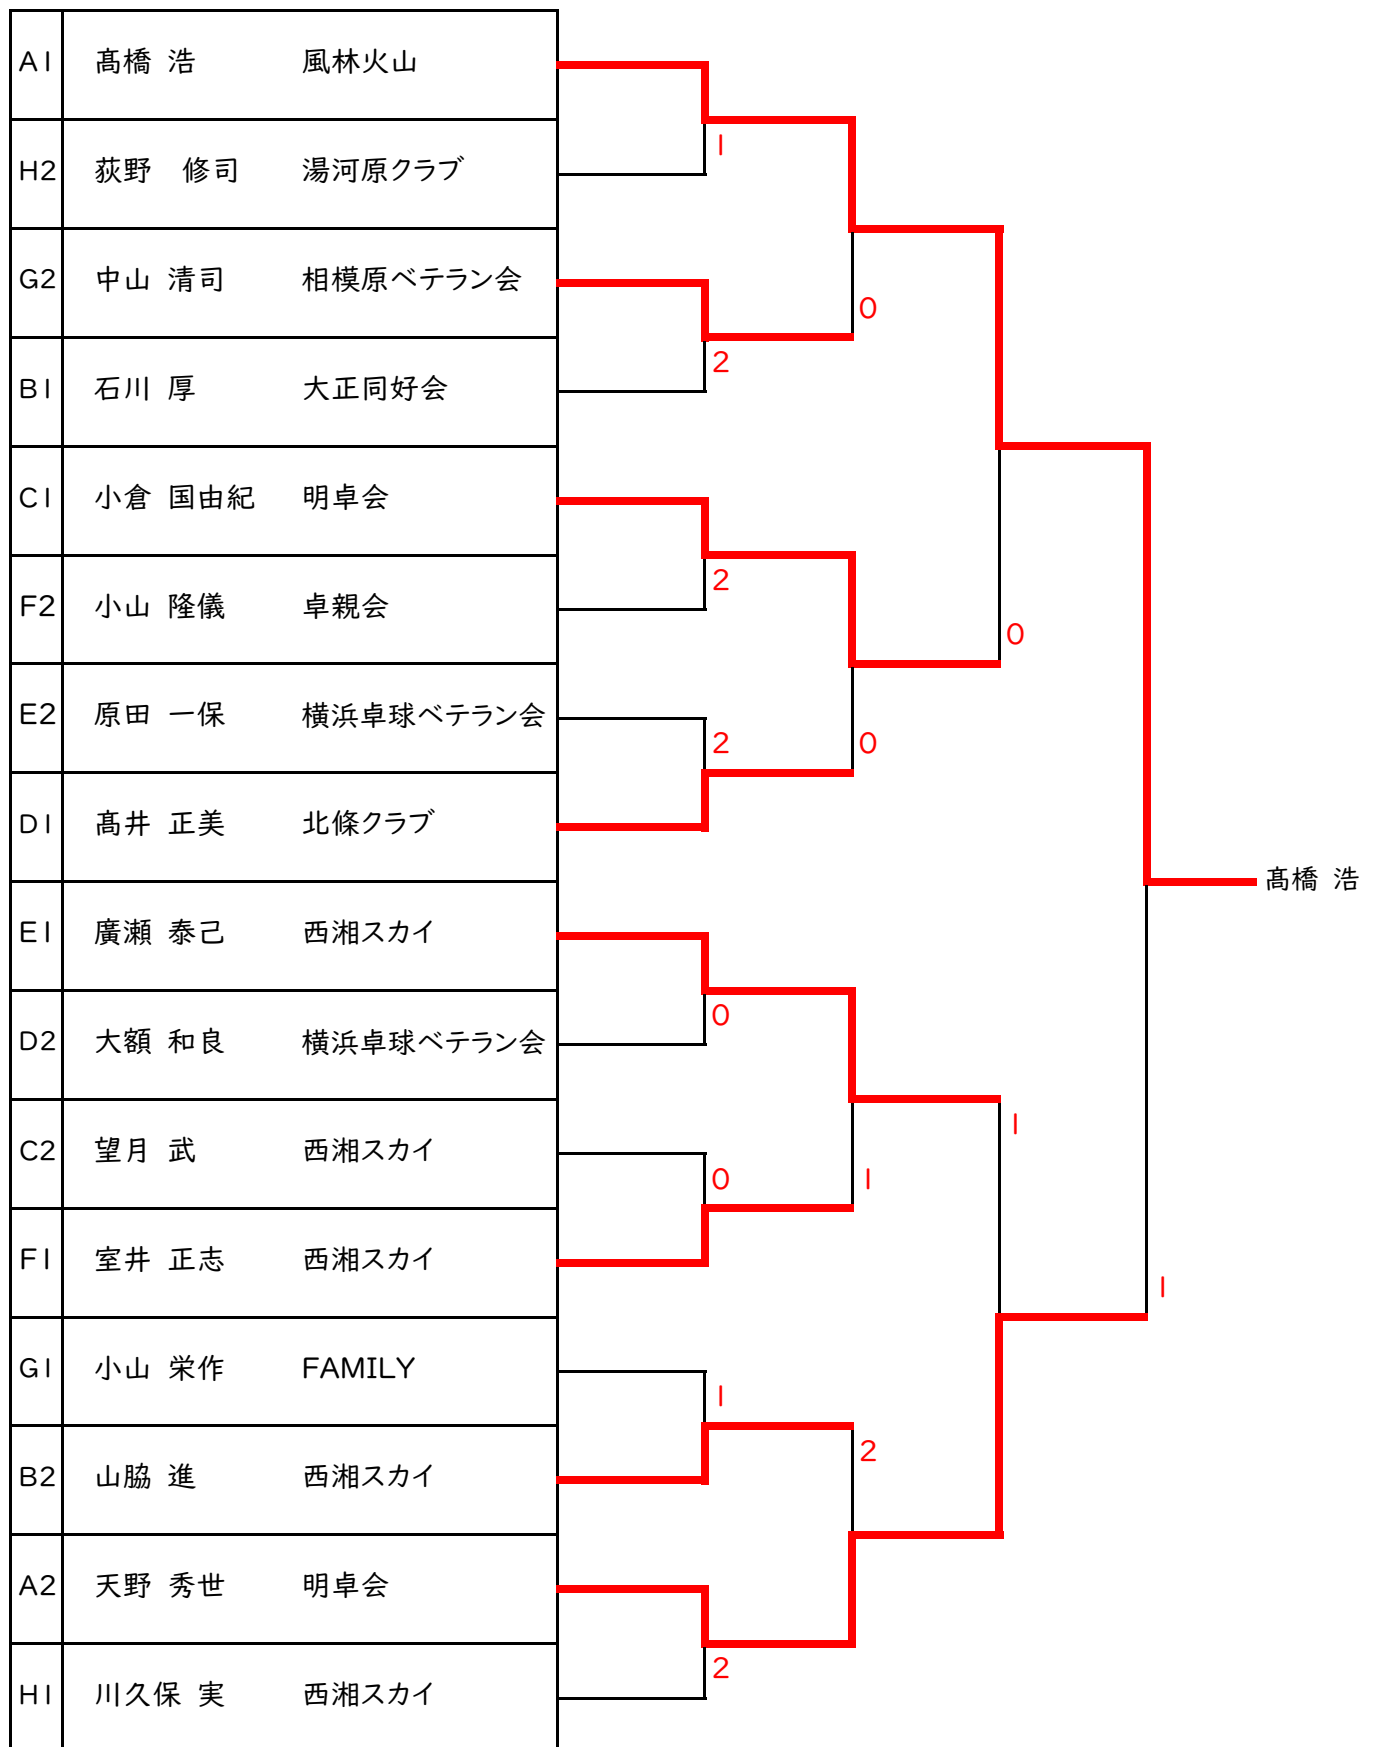 A1 髙橋 浩 風林火山
1
H2 荻野　修司 湯河原クラブ
G2 中山 清司 相模原ベテラン会
0
2
B1 石川 厚 大正同好会
C1 小倉 国由紀 明卓会
2
F2 小山 隆儀 卓親会
0
E2 原田 一保 横浜卓球ベテラン会
2 0
D1 髙井 正美 北條クラブ
髙橋 浩
E1 廣瀬 泰己 西湘スカイ
0
D2 大額 和良 横浜卓球ベテラン会
1
C2 望月 武 西湘スカイ
0 1
F1 室井 正志 西湘スカイ
1
G1 小山 栄作 FAMILY
1
2
B2 山脇 進 西湘スカイ
A2 天野 秀世 明卓会
2
H1 川久保 実 西湘スカイ